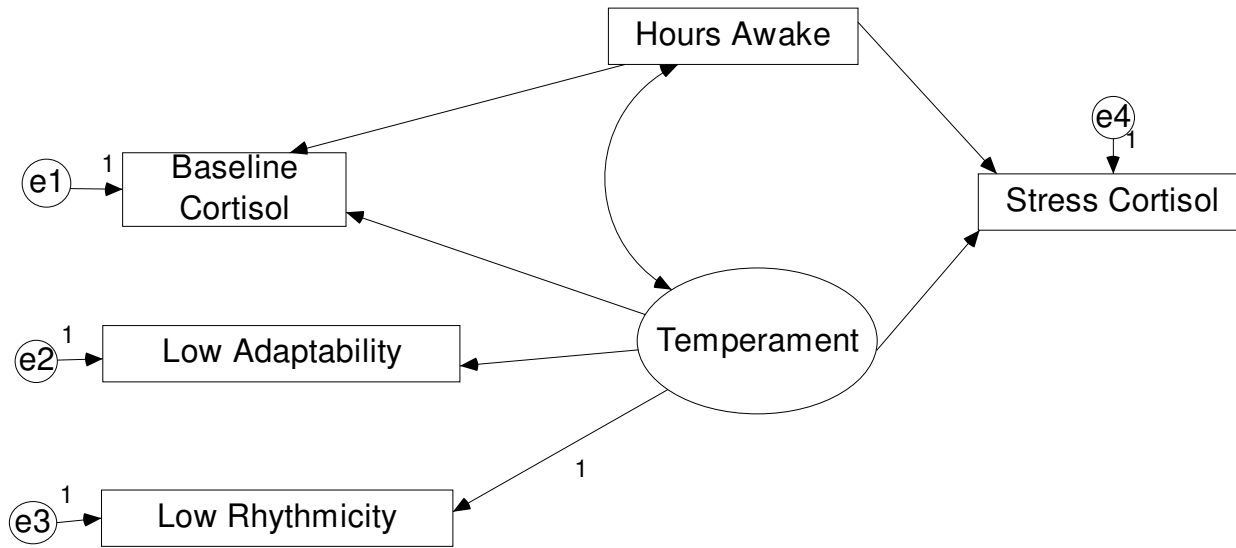 Hours Awake
e4
1
e1
1
Baseline
Cortisol
Stress Cortisol
e2
1
Low Adaptability
Temperament
1
e3
1
Low Rhythmicity